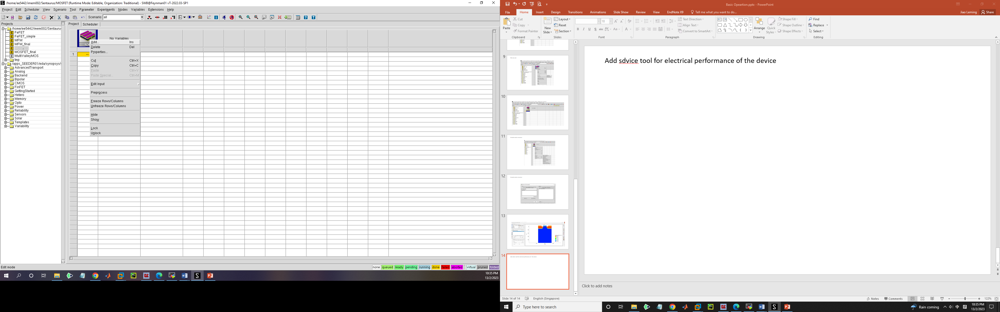 /home/ee5442/imem002/Sentaurus/MOSFET (Runtime Mode: Editable, Organization: Traditional) - SWB@Feynman01 vT-2022.03-SP1
Project Edit Scheduler View Scenario Tool Parameter Experiments Nodes Variables Extensions Help
Scenario: all
Projects
/home/ee5442/imem002/Sentaurus
FeFET
FeFET_simple
MFM
MFM_final
MOSFET_final
MultiValleyMOS
tmp
/apps_SEEDER01/eda/synopsys/s
AdvancedTransport
Analog
Backend
Bipolar
CMOS
FinFET
GettingStarted
Hetero
Memory
Opto
Power
Reliability
Sensors
Solar
Templates
Variability
Project Scheduler
No Variables
1 --
Add... Ins
Delete Del
Properties...
Cut Ctrl+X
Copy Ctrl+C
Paste Ctrl+V
Paste Special... Ctrl+M
Edit Input
Preprocess
Freeze Rows/Columns
Unfreeze Rows/Columns
Hide
Show
Lock
Unlock
Edit mode
none queued ready pending running done failed aborted virtual pruned folded
10:35 PM
13/2/2023
Basic Opeartion.pptx - PowerPoint
File Home Insert Design Transitions Animations Slide Show Review View EndNote X9 Tell me what you want to do...
Jiao Leming Share
Paste
Cut
Copy
Format Painter
Clipboard
New Slide
Layout
Reset
Section
Slides
18
Font
Text Direction
Align Text
Convert to SmartArt
Paragraph
Arrange
Quick Styles
Shape Fill
Shape Outline
Shape Effects
Drawing
Find
Replace
Select
Editing
9
10
11
12
13
14
Add sdvice tool for electrical performance of the device
Click to add notes
Slide 14 of 14 English (Singapore)
Notes Comments 122%
Type here to search
Rain coming
中
拼
10:35 PM
13/2/2023